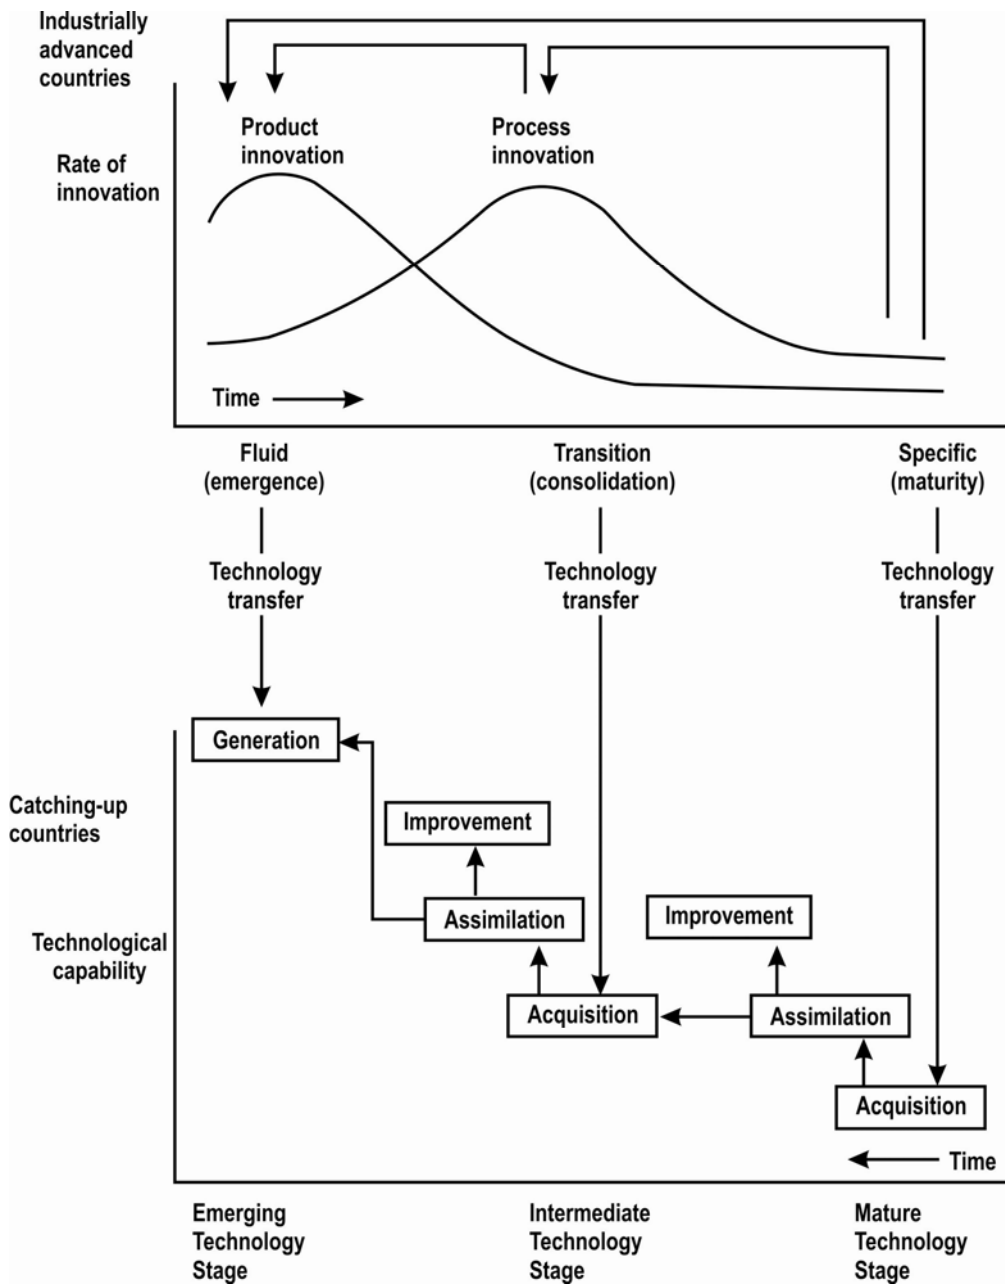 Industrially
advanced
countries
Product
innovation
Process
innovation
Rate of
innovation
Time
Fluid
(emergence)
Transition
(consolidation)
Specific
(maturity)
Technology
transfer
Technology
transfer
Technology
transfer
Generation
Catching-up
countries
Improvement
Assimilation
Improvement
Technological
capability
Acquisition
Assimilation
Acquisition
Time
Emerging
Technology
Stage
Intermediate
Technology
Stage
Mature
Technology
Stage